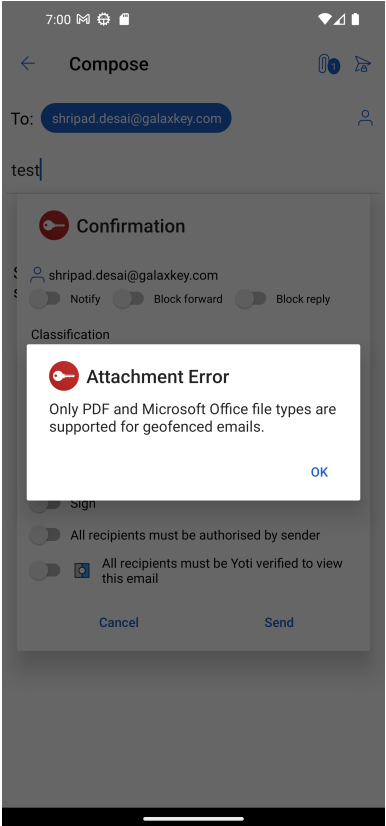 7:00
Compose
1
To: shripad.desai@galaxkey.com
test
Confirmation
shripad.desai@galaxkey.com
Notify Block forward Block reply
Classification
Attachment Error
Only PDF and Microsoft Office file types are
supported for geofenced emails.
OK
Sign
All recipients must be authorised by sender
All recipients must be Yoti verified to view
this email
Cancel Send